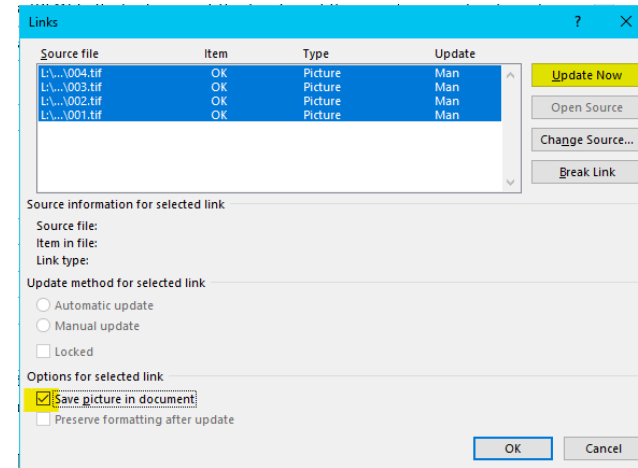 Links ? ✕
Source file Item Type Update
L:\...\004.tif OK Picture Man
L:\...\003.tif OK Picture Man
L:\...\002.tif OK Picture Man
L:\...\001.tif OK Picture Man
Update Now
Open Source
Change Source...
Break Link
Source information for selected link
Source file:
Item in file:
Link type:
Update method for selected link
Automatic update
Manual update
Locked
Options for selected link
Save picture in document
Preserve formatting after update
OK Cancel